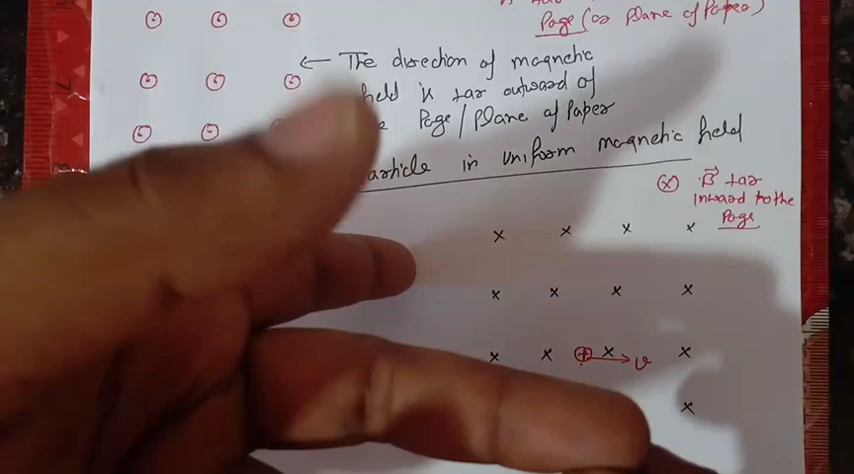 Page (or Plane of Paper)
← The direction of magnetic
field is far outward of
Page/Plane of Paper
in Uniform magnetic field
⊗ B⃗ far
inward to the
Page
x x x x
x x x x
x x ⊕ x → v x
x